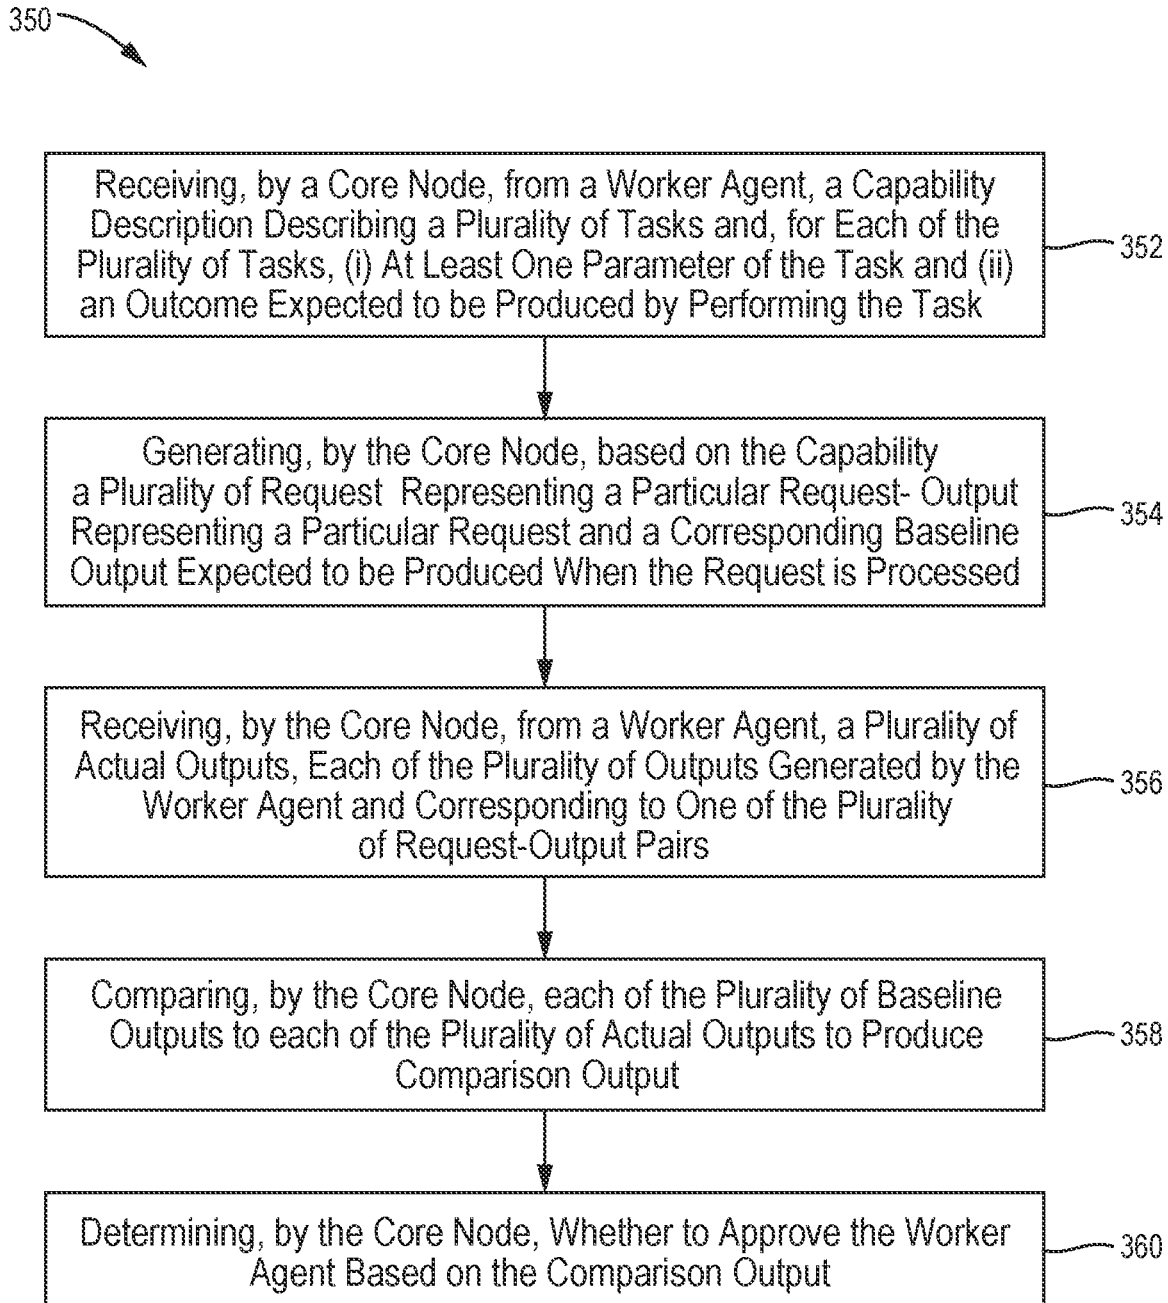 350
Receiving, by a Core Node, from a Worker Agent, a Capability
Description Describing a Plurality of Tasks and, for Each of the
Plurality of Tasks, (i) At Least One Parameter of the Task and (ii)
an Outcome Expected to be Produced by Performing the Task
352
Generating, by the Core Node, based on the Capability
a Plurality of Request Representing a Particular Request- Output
Representing a Particular Request and a Corresponding Baseline
Output Expected to be Produced When the Request is Processed
354
Receiving, by the Core Node, from a Worker Agent, a Plurality of
Actual Outputs, Each of the Plurality of Outputs Generated by the
Worker Agent and Corresponding to One of the Plurality
of Request-Output Pairs
356
Comparing, by the Core Node, each of the Plurality of Baseline
Outputs to each of the Plurality of Actual Outputs to Produce
Comparison Output
358
Determining, by the Core Node, Whether to Approve the Worker
Agent Based on the Comparison Output
360